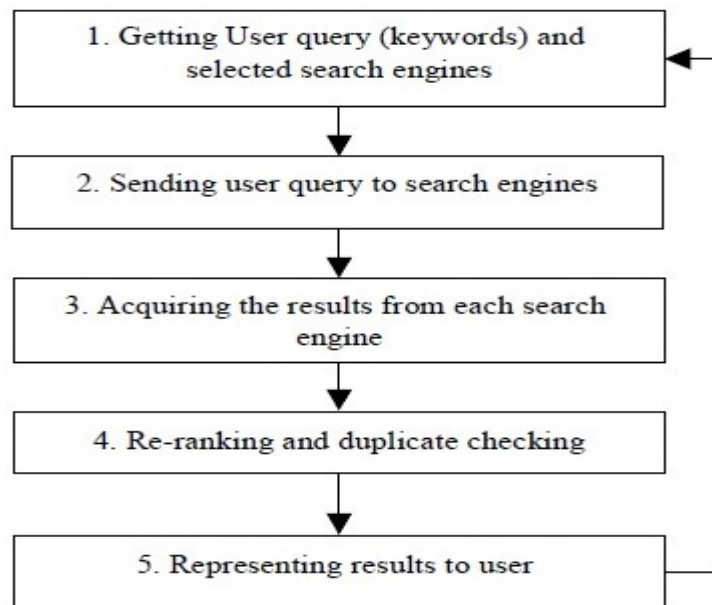 1. Getting User query (keywords) and
selected search engines
2. Sending user query to search engines
3. Acquiring the results from each search
engine
4. Re-ranking and duplicate checking
5. Representing results to user